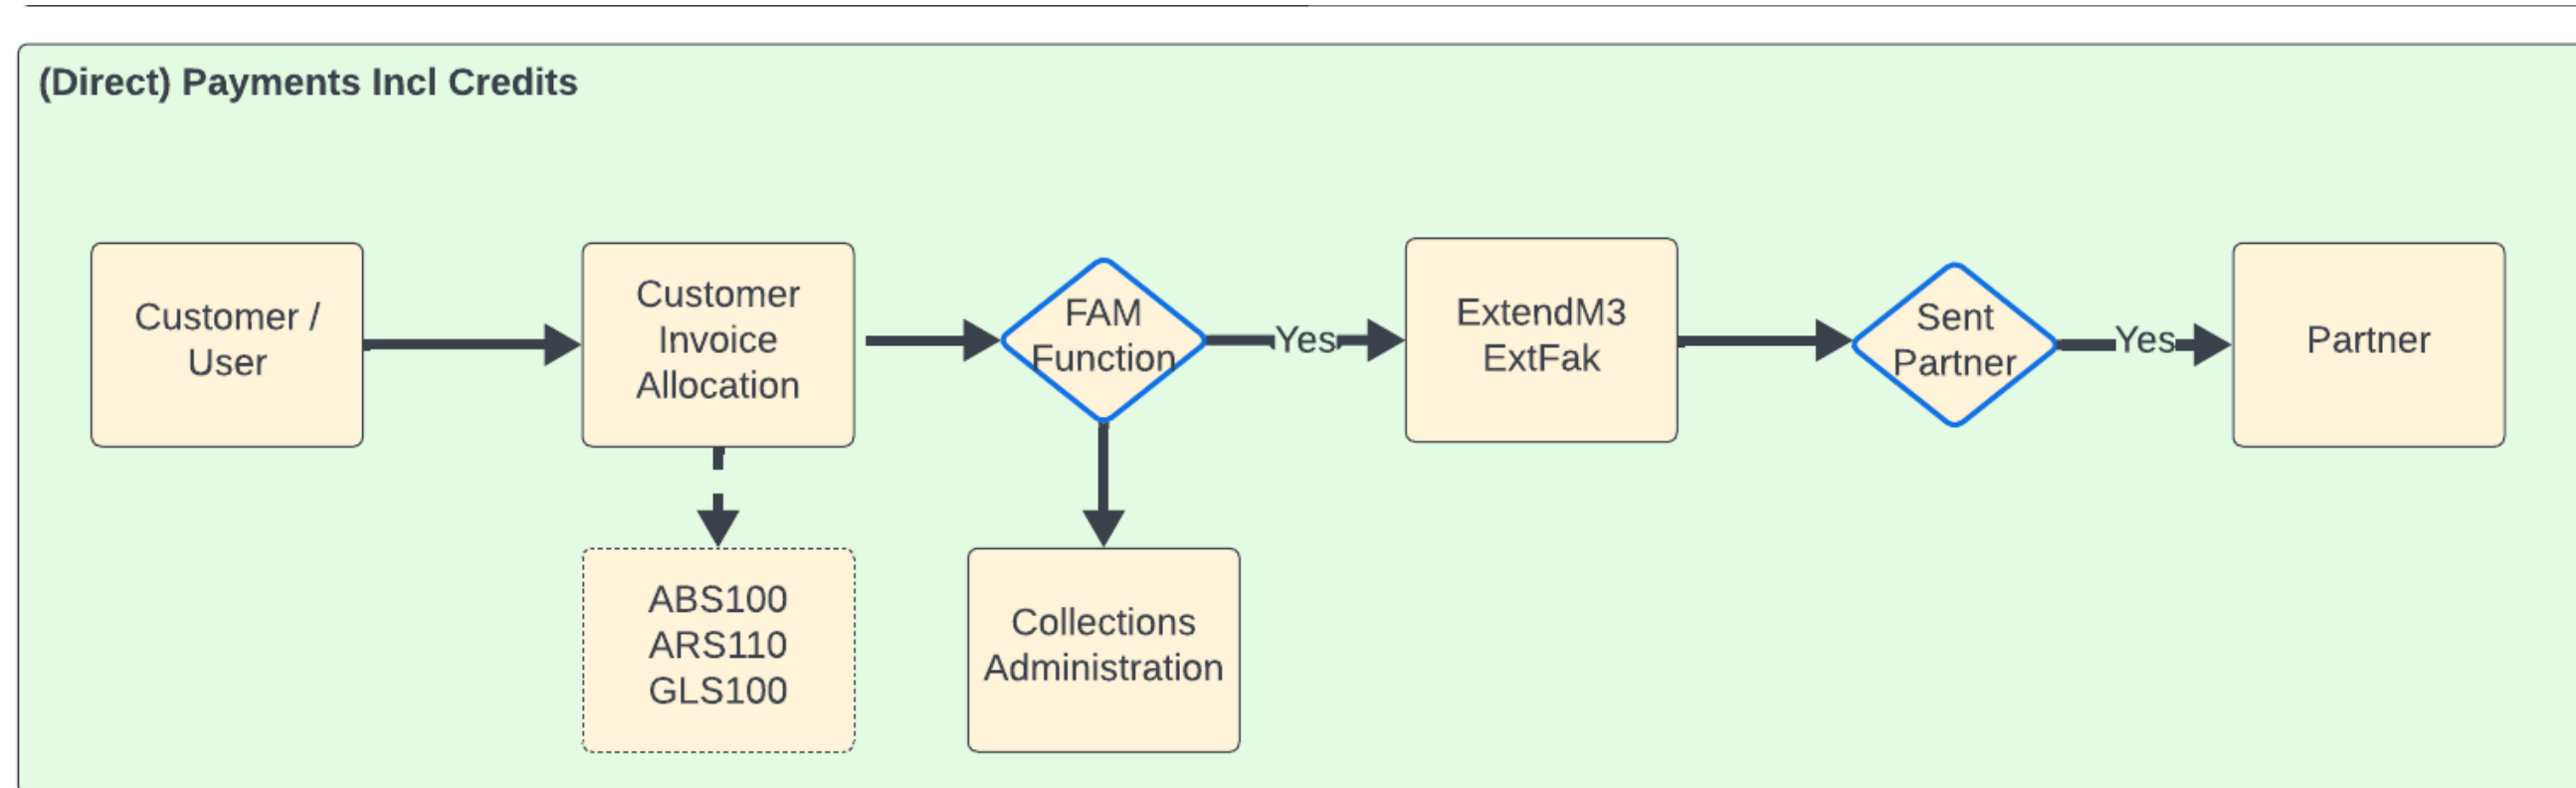 (Direct) Payments Incl Credits
Customer /
User
Customer
Invoice
Allocation
FAM
Function
Yes
ExtendM3
ExtFak
Sent
Partner
Yes
Partner
ABS100
ARS110
GLS100
Collections
Administration